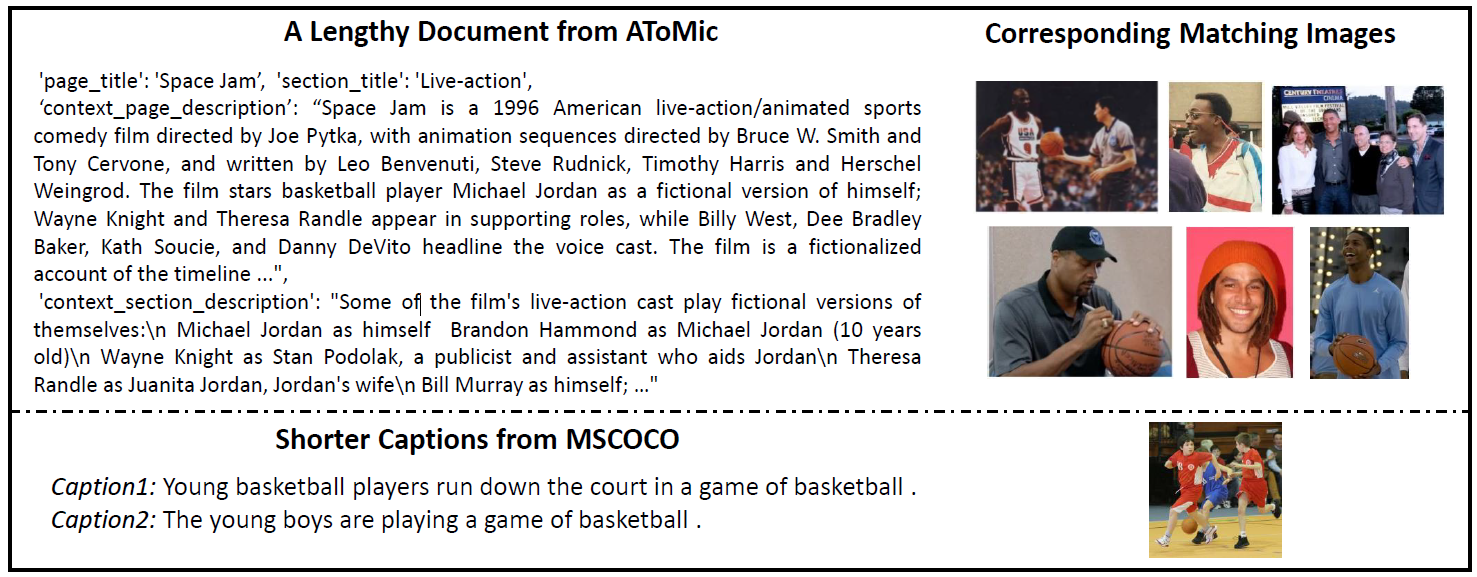 A Lengthy Document from AToMic
Corresponding Matching Images
'page_title': 'Space Jam’,  'section_title': 'Live-action',
‘context_page_description’: “Space Jam is a 1996 American live-action/animated sports
comedy film directed by Joe Pytka, with animation sequences directed by Bruce W. Smith and
Tony Cervone, and written by Leo Benvenuti, Steve Rudnick, Timothy Harris and Herschel
Weingrod. The film stars basketball player Michael Jordan as a fictional version of himself;
Wayne Knight and Theresa Randle appear in supporting roles, while Billy West, Dee Bradley
Baker, Kath Soucie, and Danny DeVito headline the voice cast. The film is a fictionalized
account of the timeline ...",
'context_section_description': "Some of the film's live-action cast play fictional versions of
themselves:\n Michael Jordan as himself  Brandon Hammond as Michael Jordan (10 years
old)\n Wayne Knight as Stan Podolak, a publicist and assistant who aids Jordan\n Theresa
Randle as Juanita Jordan, Jordan's wife\n Bill Murray as himself; ..."
USA
9
CENTURY THEATRES
CINEMA
Shorter Captions from MSCOCO
Caption1: Young basketball players run down the court in a game of basketball .
Caption2: The young boys are playing a game of basketball .